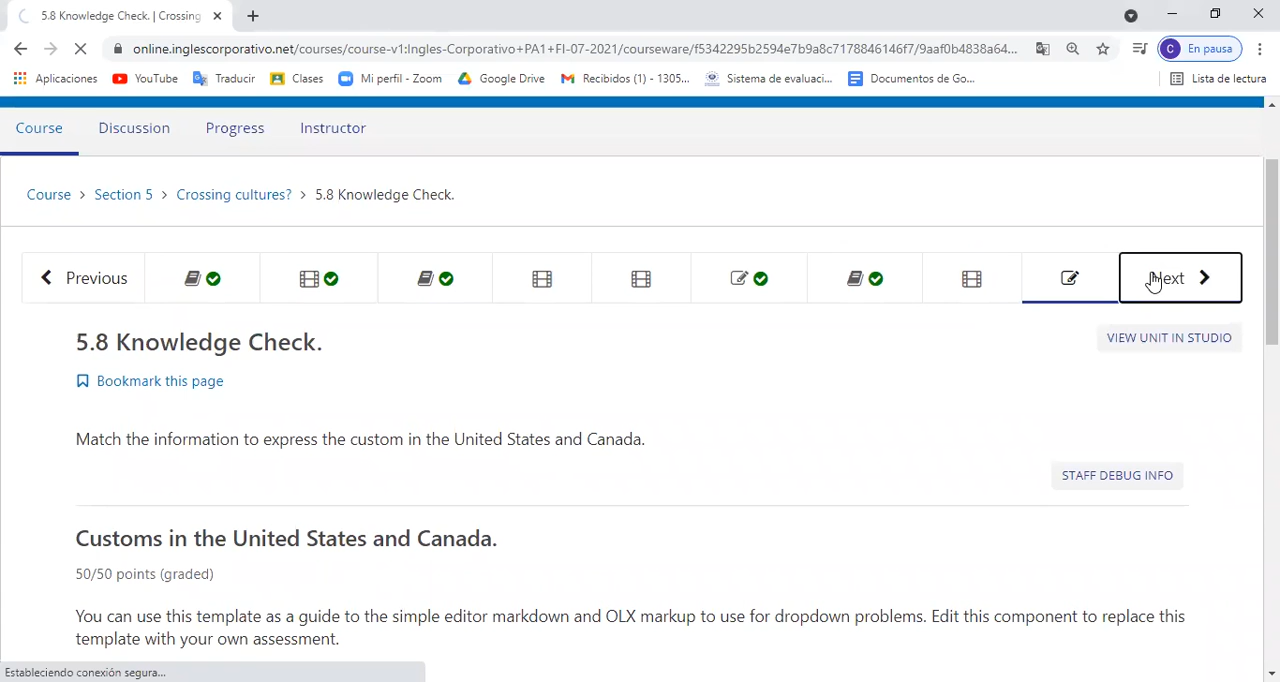 5.8 Knowledge Check. | Crossing
online.inglescorporativo.net/courses/course-v1:Ingles-Corporativo+PA1+FI-07-2021/courseware/f5342295b2594e7b9a8c7178846146f7/9aaf0b4838a64...
C En pausa
Aplicaciones YouTube Traducir Clases Mi perfil - Zoom Google Drive Recibidos (1) - 1305... Sistema de evaluaci... Documentos de Go... Lista de lectura
Course Discussion Progress Instructor
Course > Section 5 > Crossing cultures? > 5.8 Knowledge Check.
Previous Next
5.8 Knowledge Check.
VIEW UNIT IN STUDIO
Bookmark this page
Match the information to express the custom in the United States and Canada.
STAFF DEBUG INFO
Customs in the United States and Canada.
50/50 points (graded)
You can use this template as a guide to the simple editor markdown and OLX markup to use for dropdown problems. Edit this component to replace this
template with your own assessment.
Estableciendo conexión segura...